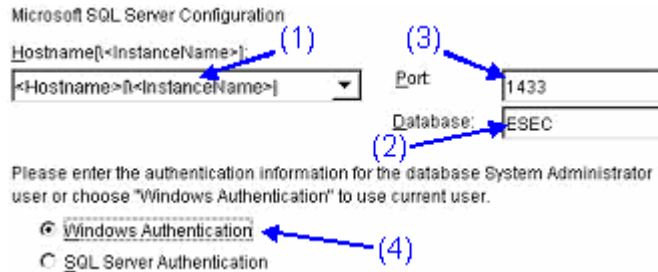 Microsoft SQL Server Configuration
Hostname[\<InstanceName>]:
(1)
(3)
<Hostname>[\<InstanceName>]
Port
1433
Database:
ESEC
(2)
Please enter the authentication information for the database System Administrator
user or choose "Windows Authentication" to use current user.
Windows Authentication
(4)
SQL Server Authentication